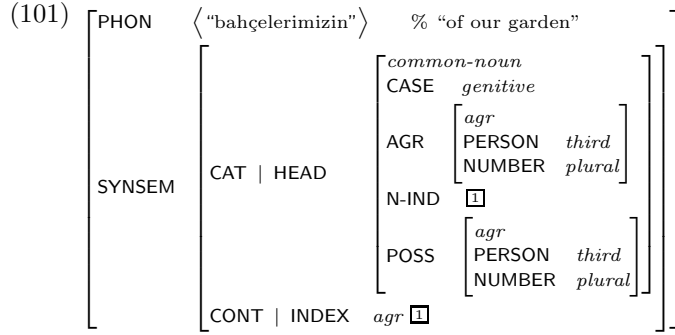 (101) PHON ⟨“bahçelerimizin”⟩ % “of our garden”
common-noun
CASE genitive
agr
AGR PERSON third
NUMBER plural
SYNSEM CAT | HEAD
N-IND 1
agr
POSS PERSON third
NUMBER plural
CONT | INDEX agr 1